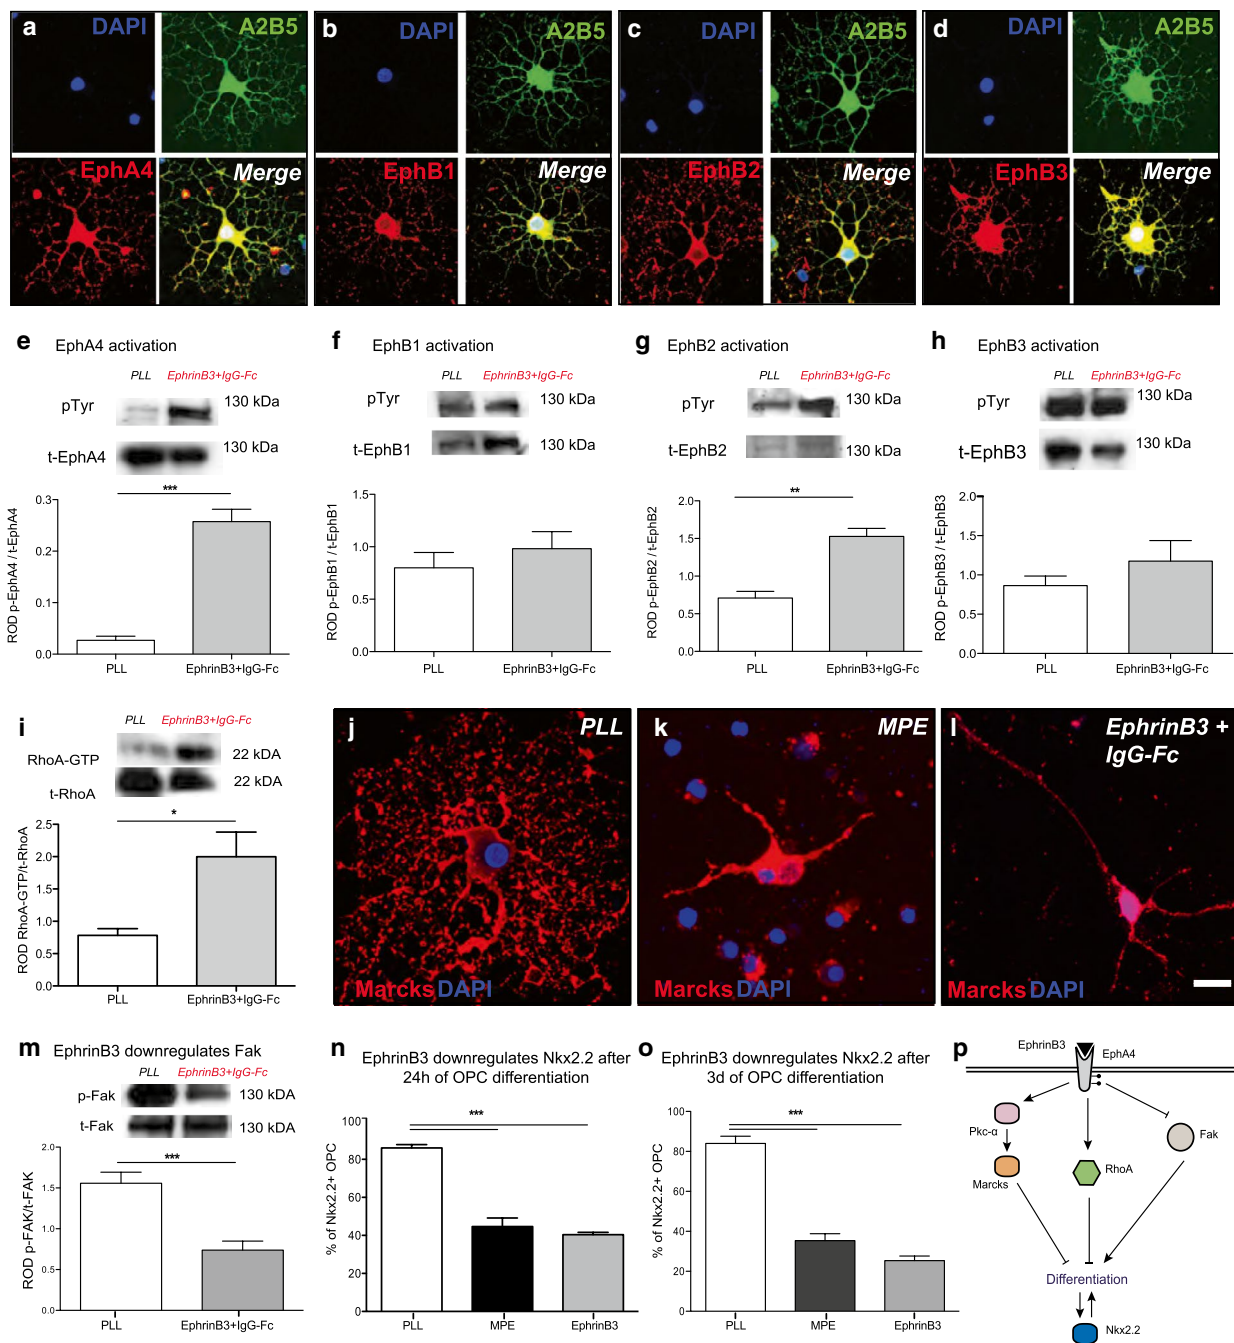 a DAPI A2B5
b DAPI A2B5
c DAPI A2B5
d DAPI A2B5
EphA4 Merge
EphB1 Merge
EphB2 Merge
EphB3 Merge
e EphA4 activation
PLL EphrinB3+IgG-Fc
pTyr 130 kDa
t-EphA4 130 kDa
***
ROD p-EphA4 / t-EphA4
0.3
0.2
0.1
0.0
PLL EphrinB3+IgG-Fc
f EphB1 activation
PLL EphrinB3+IgG-Fc
pTyr 130 kDa
t-EphB1 130 kDa
ROD p-EphB1 / t-EphB1
1.5
1.0
0.5
0.0
PLL EphrinB3+IgG-Fc
g EphB2 activation
PLL EphrinB3+IgG-Fc
pTyr 130 kDa
t-EphB2 130 kDa
**
ROD p-EphB2 / t-EphB2
2.0
1.5
1.0
0.5
0.0
PLL EphrinB3+IgG-Fc
h EphB3 activation
PLL EphrinB3+IgG-Fc
pTyr 130 kDa
t-EphB3 130 kDa
ROD p-EphB3 / t-EphB3
2.0
1.5
1.0
0.5
0.0
PLL EphrinB3+IgG-Fc
i PLL EphrinB3+IgG-Fc
RhoA-GTP 22 kDA
t-RhoA 22 kDA
*
ROD RhoA-GTP/t-RhoA
2.5
2.0
1.5
1.0
0.5
0.0
PLL EphrinB3+IgG-Fc
j PLL
Marcks DAPI
k MPE
Marcks DAPI
l EphrinB3 +
IgG-Fc
Marcks DAPI
m EphrinB3 downregulates Fak
PLL EphrinB3+IgG-Fc
p-Fak 130 kDA
t-Fak 130 kDA
***
ROD p-FAK/t-FAK
2.0
1.5
1.0
0.5
0.0
PLL EphrinB3+IgG-Fc
n EphrinB3 downregulates Nkx2.2 after
24h of OPC differentiation
***
% of Nkx2.2+ OPC
100
80
60
40
20
0
PLL MPE EphrinB3
o EphrinB3 downregulates Nkx2.2 after
3d of OPC differentiation
***
% of Nkx2.2+ OPC
100
80
60
40
20
0
PLL MPE EphrinB3
p
EphrinB3
EphA4
Pkc-α
Fak
Marcks
RhoA
Differentiation
Nkx2.2